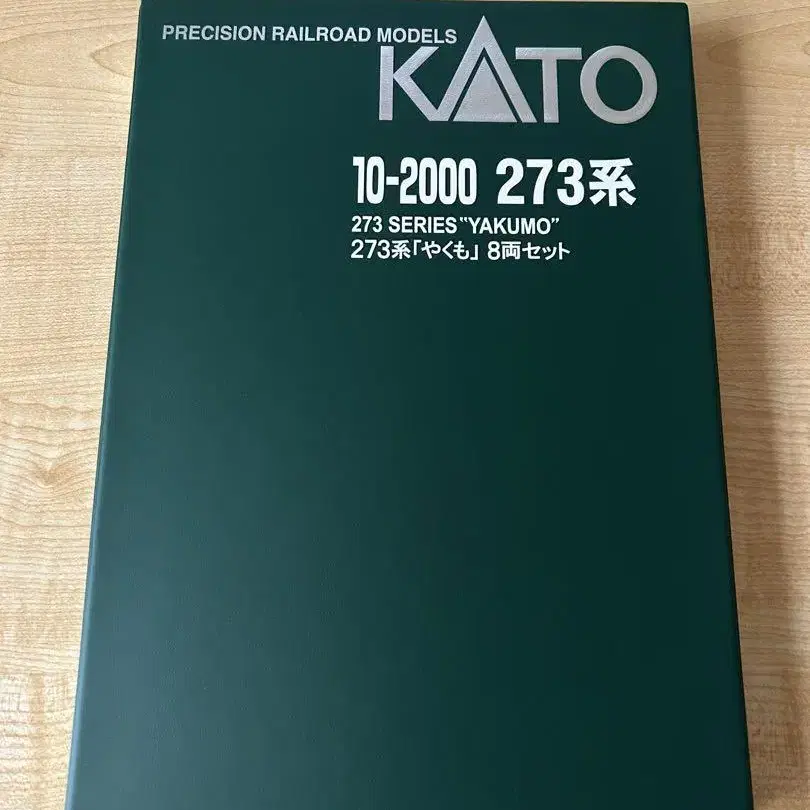 PRECISION RAILROAD MODELS
KATO
10-2000 273系
273 SERIES "YAKUMO"
273系「やくも」8両セット